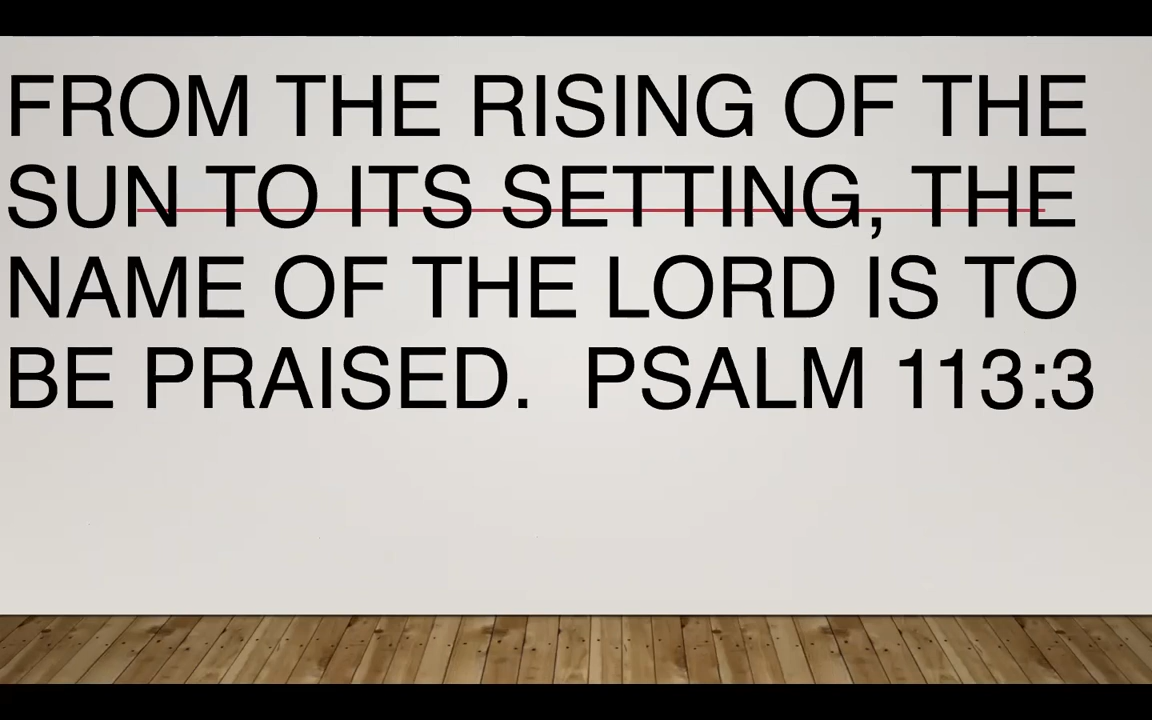 FROM THE RISING OF THE
SUN TO ITS SETTING, THE
NAME OF THE LORD IS TO
BE PRAISED.  PSALM 113:3